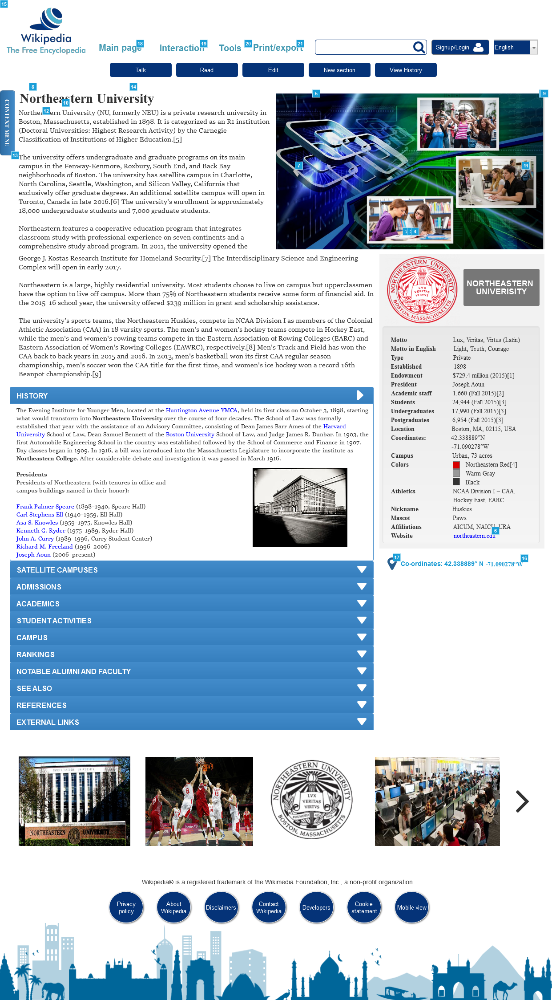 15
Wikipedia
The Free Encyclopedia
Main page 18
Interaction 19
Tools 20
Print/export 21
Signup/Login
English
Talk
Read
Edit
New section
View History
8
14
5
9
CONTEXT MENU
Northeastern University
10
12
Northeastern University (NU, formerly NEU) is a private research university in
Boston, Massachusetts, established in 1898. It is categorized as an R1 institution
(Doctoral Universities: Highest Research Activity) by the Carnegie
Classification of Institutions of Higher Education.[5]
13
The university offers undergraduate and graduate programs on its main
campus in the Fenway-Kenmore, Roxbury, South End, and Back Bay
neighborhoods of Boston. The university has satellite campus in Charlotte,
North Carolina, Seattle, Washington, and Silicon Valley, California that
exclusively offer graduate degrees. An additional satellite campus will open in
Toronto, Canada in late 2016.[6] The university's enrollment is approximately
18,000 undergraduate students and 7,000 graduate students.
7
11
2 3 4
Northeastern features a cooperative education program that integrates
classroom study with professional experience on seven continents and a
comprehensive study abroad program. In 2011, the university opened the
George J. Kostas Research Institute for Homeland Security.[7] The Interdisciplinary Science and Engineering
Complex will open in early 2017.
Northeastern is a large, highly residential university. Most students choose to live on campus but upperclassmen
have the option to live off campus. More than 75% of Northeastern students receive some form of financial aid. In
the 2015–16 school year, the university offered $239 million in grant and scholarship assistance.
The university's sports teams, the Northeastern Huskies, compete in NCAA Division I as members of the Colonial
Athletic Association (CAA) in 18 varsity sports. The men's and women's hockey teams compete in Hockey East,
while the men's and women's rowing teams compete in the Eastern Association of Rowing Colleges (EARC) and
Eastern Association of Women's Rowing Colleges (EAWRC), respectively.[8] Men's Track and Field has won the
CAA back to back years in 2015 and 2016. In 2013, men's basketball won its first CAA regular season
championship, men's soccer won the CAA title for the first time, and women's ice hockey won a record 16th
Beanpot championship.[9]
NORTHEASTERN UNIVERSITY
LVX VERITAS VIRTVS
FOUNDED A.D. 1898
BOSTON, MASSACHUSETTS
NORTHEASTERN
UNIVERISITY
Motto Lux, Veritas, Virtus (Latin)
Motto in English Light, Truth, Courage
Type Private
Established 1898
Endowment $729.4 million (2015)[1]
President Joseph Aoun
Academic staff 1,660 (Fall 2015)[2]
Students 24,944 (Fall 2015)[3]
Undergraduates 17,990 (Fall 2015)[3]
Postgraduates 6,954 (Fall 2015)[3]
Location Boston, MA, 02115, USA
Coordinates: 42.338889°N
-71.090278°W
Campus Urban, 73 acres
Colors Northeastern Red[4]
Warm Gray
Black
Athletics NCAA Division I – CAA,
Hockey East, EARC
Nickname Huskies
Mascot Paws
Affiliations AICUM, NAICU, URA
6
Website northeastern.edu
17
16
Co-ordinates: 42.338889° N -71.090278°W
HISTORY
The Evening Institute for Younger Men, located at the Huntington Avenue YMCA, held its first class on October 3, 1898, starting
what would transform into Northeastern University over the course of four decades. The School of Law was formally
established that year with the assistance of an Advisory Committee, consisting of Dean James Barr Ames of the Harvard
University School of Law, Dean Samuel Bennett of the Boston University School of Law, and Judge James R. Dunbar. In 1903, the
first Automobile Engineering School in the country was established followed by the School of Commerce and Finance in 1907.
Day classes began in 1909. In 1916, a bill was introduced into the Massachusetts Legislature to incorporate the institute as
Northeastern College. After considerable debate and investigation it was passed in March 1916.
Presidents
Presidents of Northeastern (with tenures in office and
campus buildings named in their honor):
Frank Palmer Speare (1898–1940, Speare Hall)
Carl Stephens Ell (1940–1959, Ell Hall)
Asa S. Knowles (1959–1975, Knowles Hall)
Kenneth G. Ryder (1975–1989, Ryder Hall)
John A. Curry (1989–1996, Curry Student Center)
Richard M. Freeland (1996–2006)
Joseph Aoun (2006–present)
SATELLITE CAMPUSES
ADMISSIONS
ACADEMICS
STUDENT ACTIVITIES
CAMPUS
RANKINGS
NOTABLE ALUMNI AND FACULTY
SEE ALSO
REFERENCES
EXTERNAL LINKS
NORTHEASTERN UNIVERSITY
NORTHEASTERN UNIVERSITY
8
15
NORTHEASTERN UNIVERSITY
LVX VERITAS VIRTVS
FOUNDED A.D. 1898
BOSTON, MASSACHUSETTS
Wikipedia® is a registered trademark of the Wikimedia Foundation, Inc., a non-profit organization.
Privacy policy
About Wikipedia
Disclaimers
Contact Wikipedia
Developers
Cookie statement
Mobile view